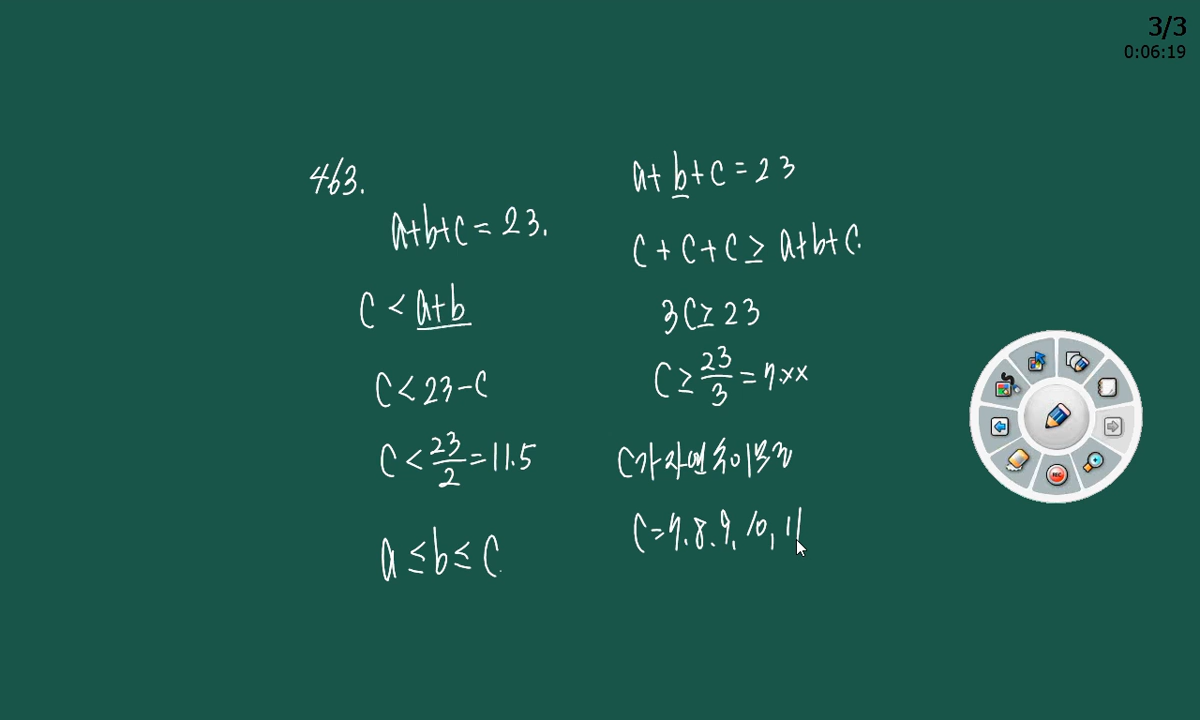 3/3
0:06:19
463.
a+b+c=23.
c<a+b
c<23-c
c<23/2=11.5
a≤b≤c
a+b+c=23
c+c+c≥a+b+c.
3c≥23
c≥23/3=7.xx
c가 자연수이므로
c=7.8.9.10,11
REC